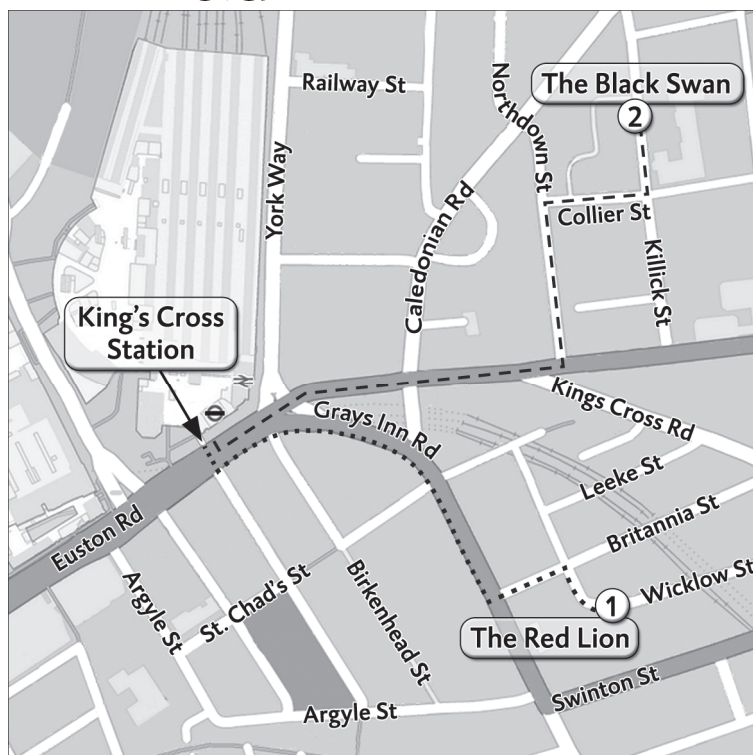 Railway St
Northdown St
The Black Swan
2
York Way
Collier St
Caledonian Rd
Killick St
King's Cross
Station
Grays Inn Rd
Kings Cross Rd
Leeke St
Euston Rd
Britannia St
Argyle St
St. Chad's St
Birkenhead St
Wicklow St
1
The Red Lion
Swinton St
Argyle St